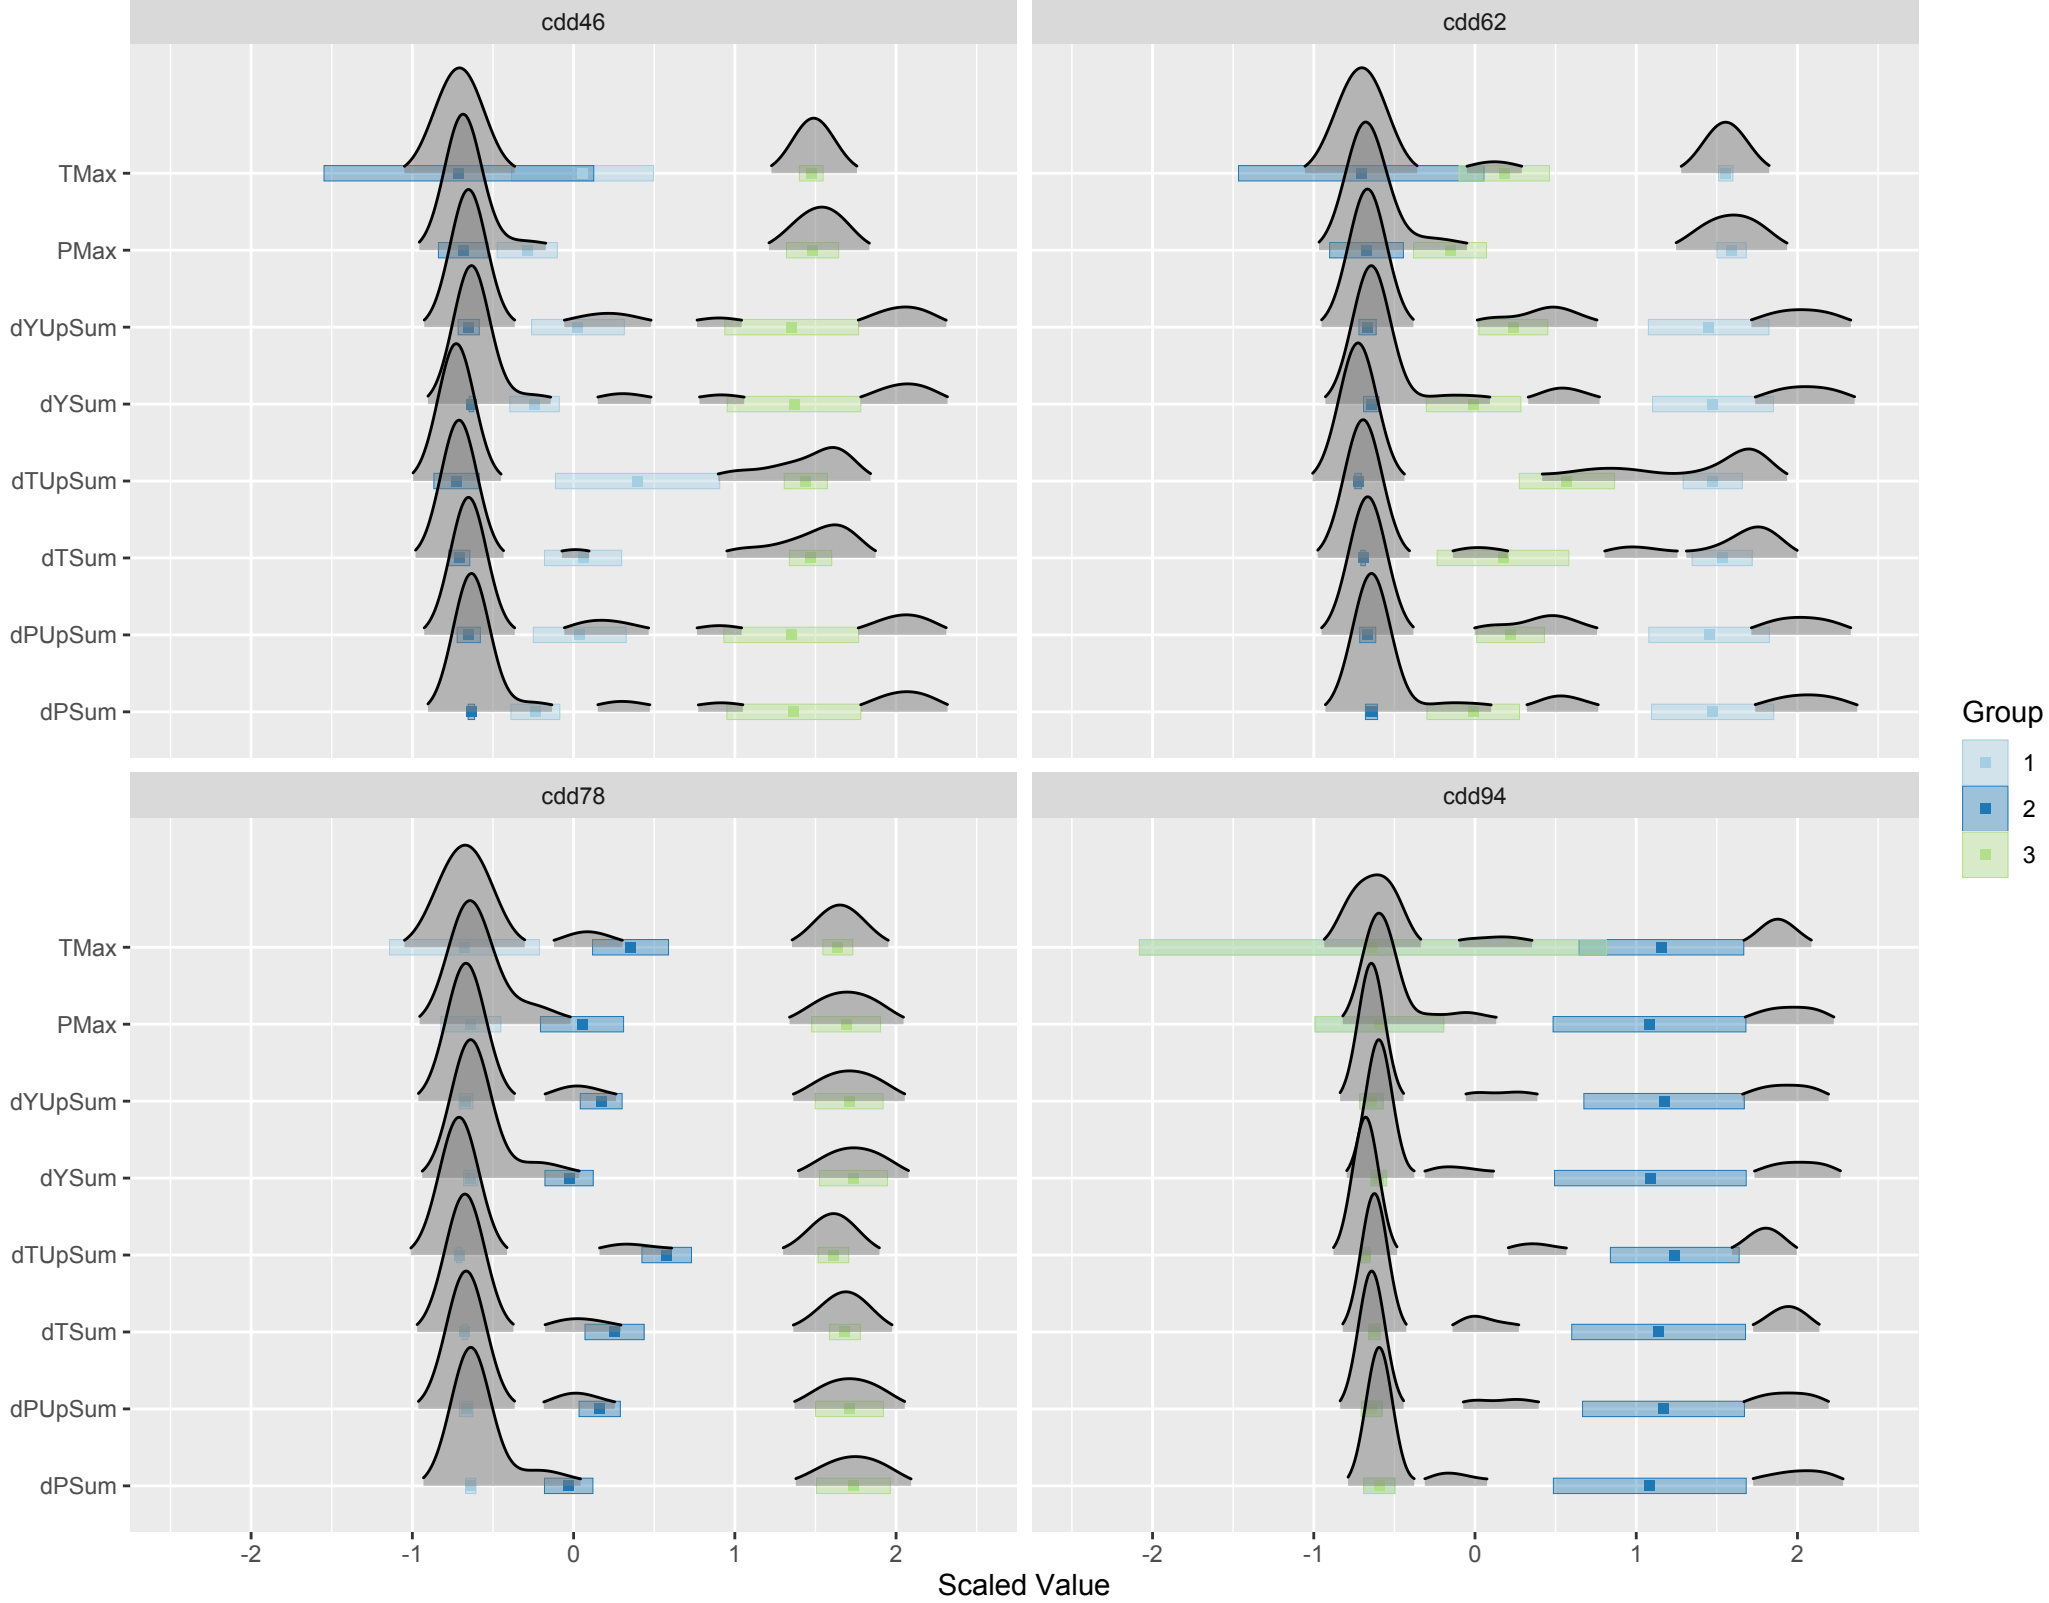 cdd46
cdd62
TMax
PMax
dYUpSum
dYSum
dTUpSum
dTSum
dPUpSum
dPSum
Group
1
2
3
cdd78
cdd94
TMax
PMax
dYUpSum
dYSum
dTUpSum
dTSum
dPUpSum
dPSum
-2 -1 0 1 2 -2 -1 0 1 2
Scaled Value